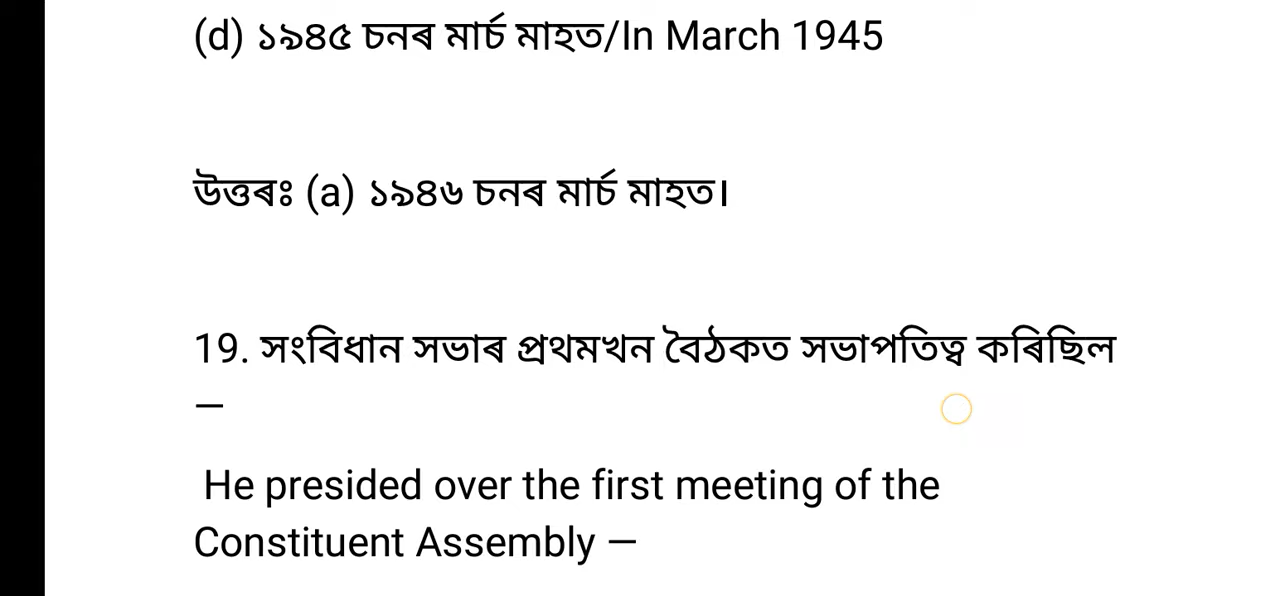 (d) ১৯৪৫ চনৰ মাৰ্চ মাহত/In March 1945
উত্তৰঃ (a) ১৯৪৬ চনৰ মাৰ্চ মাহত।
19. সংবিধান সভাৰ প্ৰথমখন বৈঠকত সভাপতিত্ব কৰিছিল
—
He presided over the first meeting of the
Constituent Assembly —